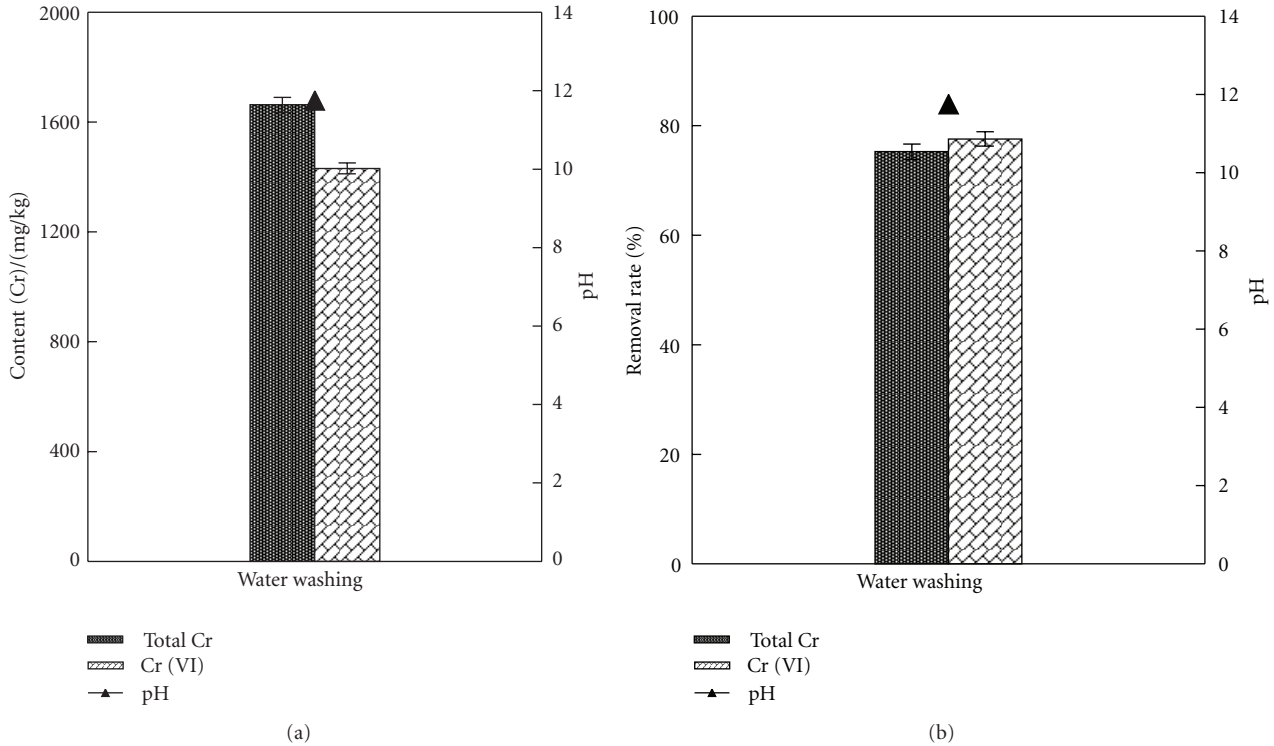 2000
1600
1200
800
400
0
Content (Cr)/(mg/kg)
14
12
10
8
6
4
2
0
pH
Water washing
Total Cr
Cr (VI)
pH
(a)
100
80
60
40
20
0
Removal rate (%)
14
12
10
8
6
4
2
0
pH
Water washing
Total Cr
Cr (VI)
pH
(b)